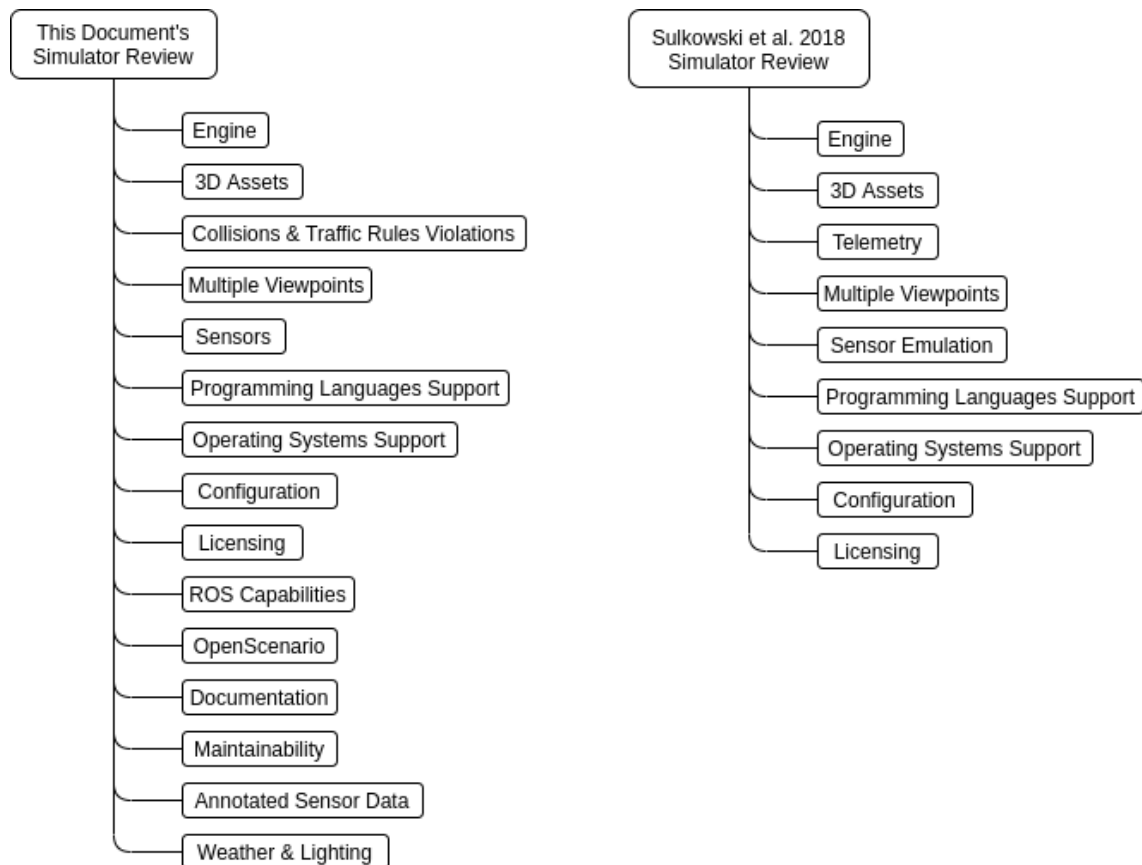 This Document's
Simulator Review
Engine
3D Assets
Collisions & Traffic Rules Violations
Multiple Viewpoints
Sensors
Programming Languages Support
Operating Systems Support
Configuration
Licensing
ROS Capabilities
OpenScenario
Documentation
Maintainability
Annotated Sensor Data
Weather & Lighting
Sulkowski et al. 2018
Simulator Review
Engine
3D Assets
Telemetry
Multiple Viewpoints
Sensor Emulation
Programming Languages Support
Operating Systems Support
Configuration
Licensing